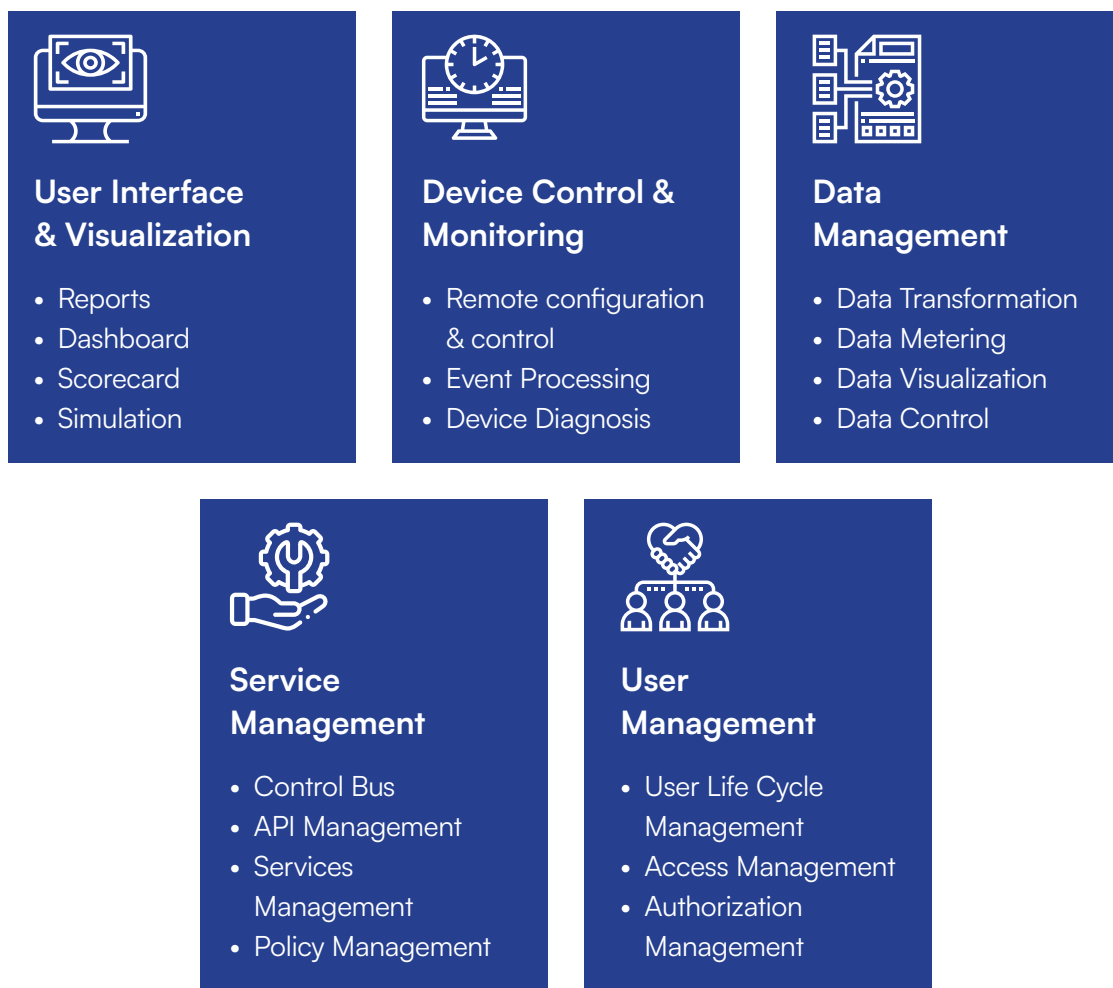 User Interface
& Visualization
• Reports
• Dashboard
• Scorecard
• Simulation
Device Control &
Monitoring
• Remote configuration
& control
• Event Processing
• Device Diagnosis
Data
Management
• Data Transformation
• Data Metering
• Data Visualization
• Data Control
Service
Management
• Control Bus
• API Management
• Services
Management
• Policy Management
User
Management
• User Life Cycle
Management
• Access Management
• Authorization
Management